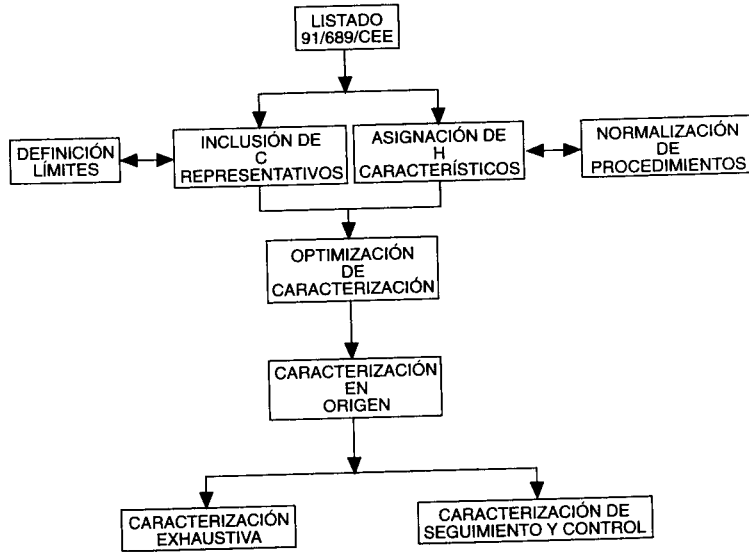 LISTADO
91/689/CEE
DEFINICIÓN
LÍMITES
INCLUSIÓN DE
C
REPRESENTATIVOS
ASIGNACIÓN DE
H
CARACTERÍSTICOS
NORMALIZACIÓN
DE
PROCEDIMIENTOS
OPTIMIZACIÓN
DE
CARACTERIZACIÓN
CARACTERIZACIÓN
EN
ORIGEN
CARACTERIZACIÓN
EXHAUSTIVA
CARACTERIZACIÓN DE
SEGUIMIENTO Y CONTROL